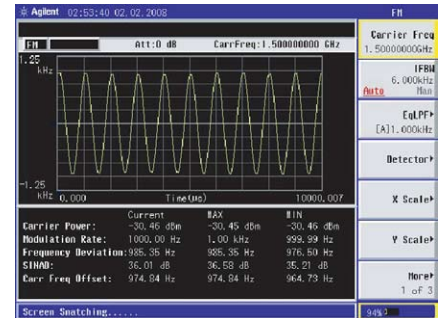 Agilent 02:53:40 02.02.2008 FM
FM Att:0 dB CarrFreq:1.500000000 GHz
1.25
kHz
-1.25
kHz 0.000 Time(µs) 10000.007
Current MAX MIN
Carrier Power: -30.46 dBm -30.45 dBm -30.46 dBm
Modulation Rate: 1000.00 Hz 1.00 kHz 999.99 Hz
Frequency Deviation: 985.35 Hz 985.35 Hz 976.50 Hz
SINAD: 36.01 dB 36.58 dB 35.21 dB
Carr Freq Offset: 974.84 Hz 974.84 Hz 964.73 Hz
Screen Snatching......
Carrier Freq
1.50000000GHz
IFBW
6.000kHz
Auto Man
EqLPF
[A]1.000kHz
Detector
X Scale
Y Scale
More
1 of 3
94%